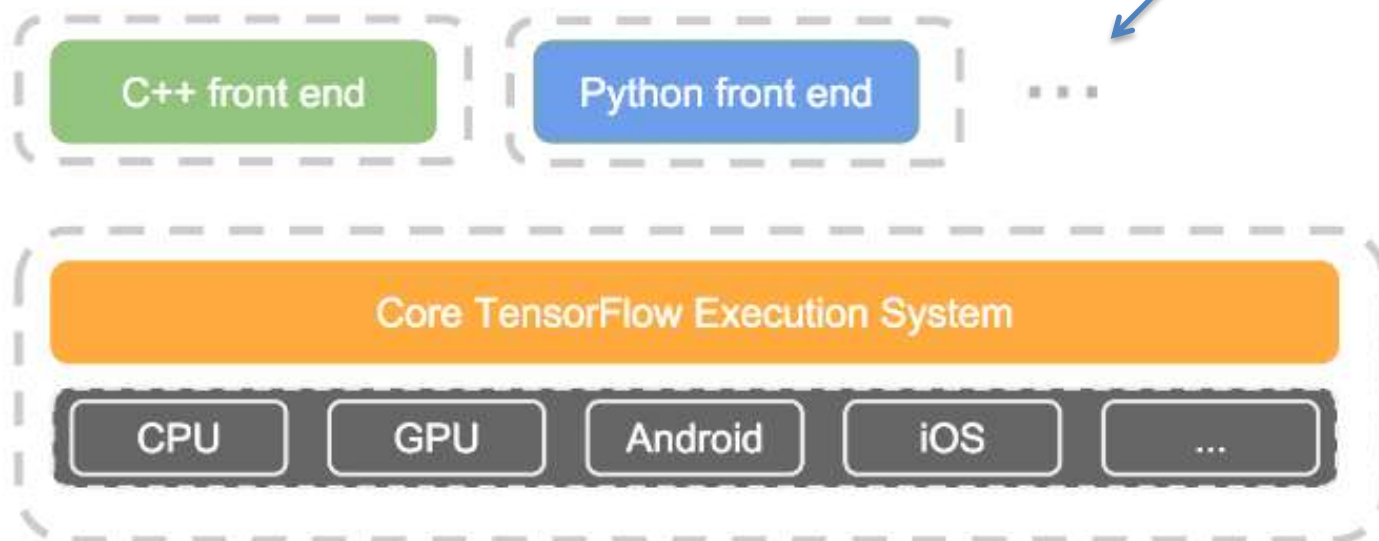 C++ front end Python front end ...
Core TensorFlow Execution System
CPU GPU Android iOS ...